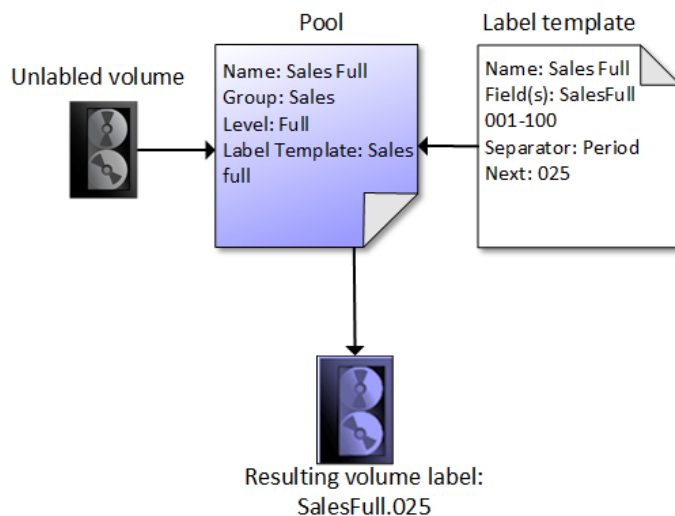 Pool
Label template
Unlabled volume
Name: Sales Full
Group: Sales
Level: Full
Label Template: Sales
full
Name: Sales Full
Field(s): SalesFull
001-100
Separator: Period
Next: 025
Resulting volume label:
SalesFull.025